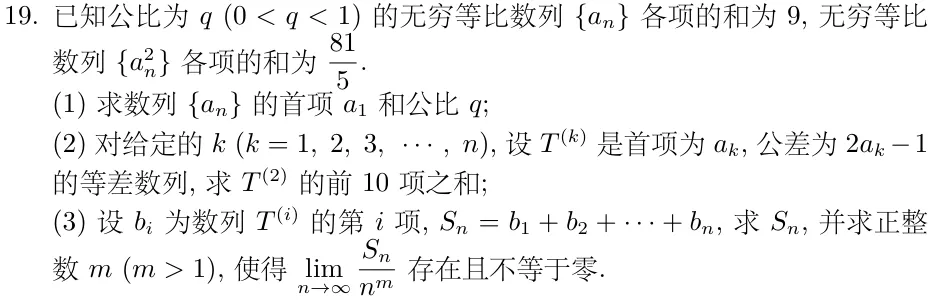 19. 已知公比为 q (0 < q < 1) 的无穷等比数列 {aₙ} 各项的和为 9, 无穷等比
数列 {aₙ²} 各项的和为 81/5.
(1) 求数列 {aₙ} 的首项 a₁ 和公比 q;
(2) 对给定的 k (k = 1, 2, 3, ⋯, n), 设 T⁽ᵏ⁾ 是首项为 aₖ, 公差为 2aₖ − 1
的等差数列, 求 T⁽²⁾ 的前 10 项之和;
(3) 设 bᵢ 为数列 T⁽ⁱ⁾ 的第 i 项, Sₙ = b₁ + b₂ + ⋯ + bₙ, 求 Sₙ, 并求正整
数 m (m > 1), 使得 lim n→∞ Sₙ/nᵐ 存在且不等于零.